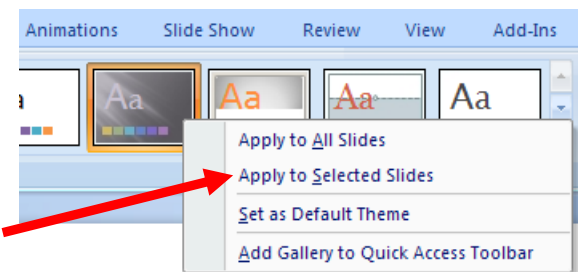 Animations Slide Show Review View Add-Ins
a Aa Aa Aa Aa
Apply to All Slides
Apply to Selected Slides
Set as Default Theme
Add Gallery to Quick Access Toolbar